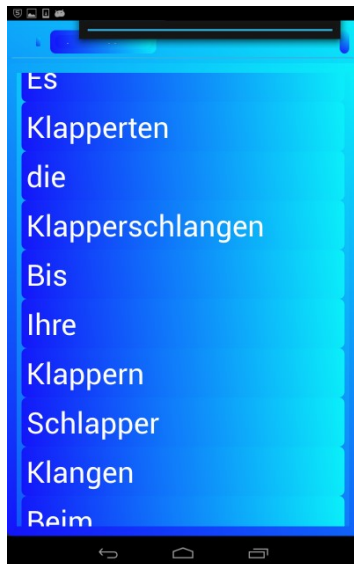 Es
Klapperten
die
Klapperschlangen
Bis
Ihre
Klappern
Schlapper
Klangen
Beim